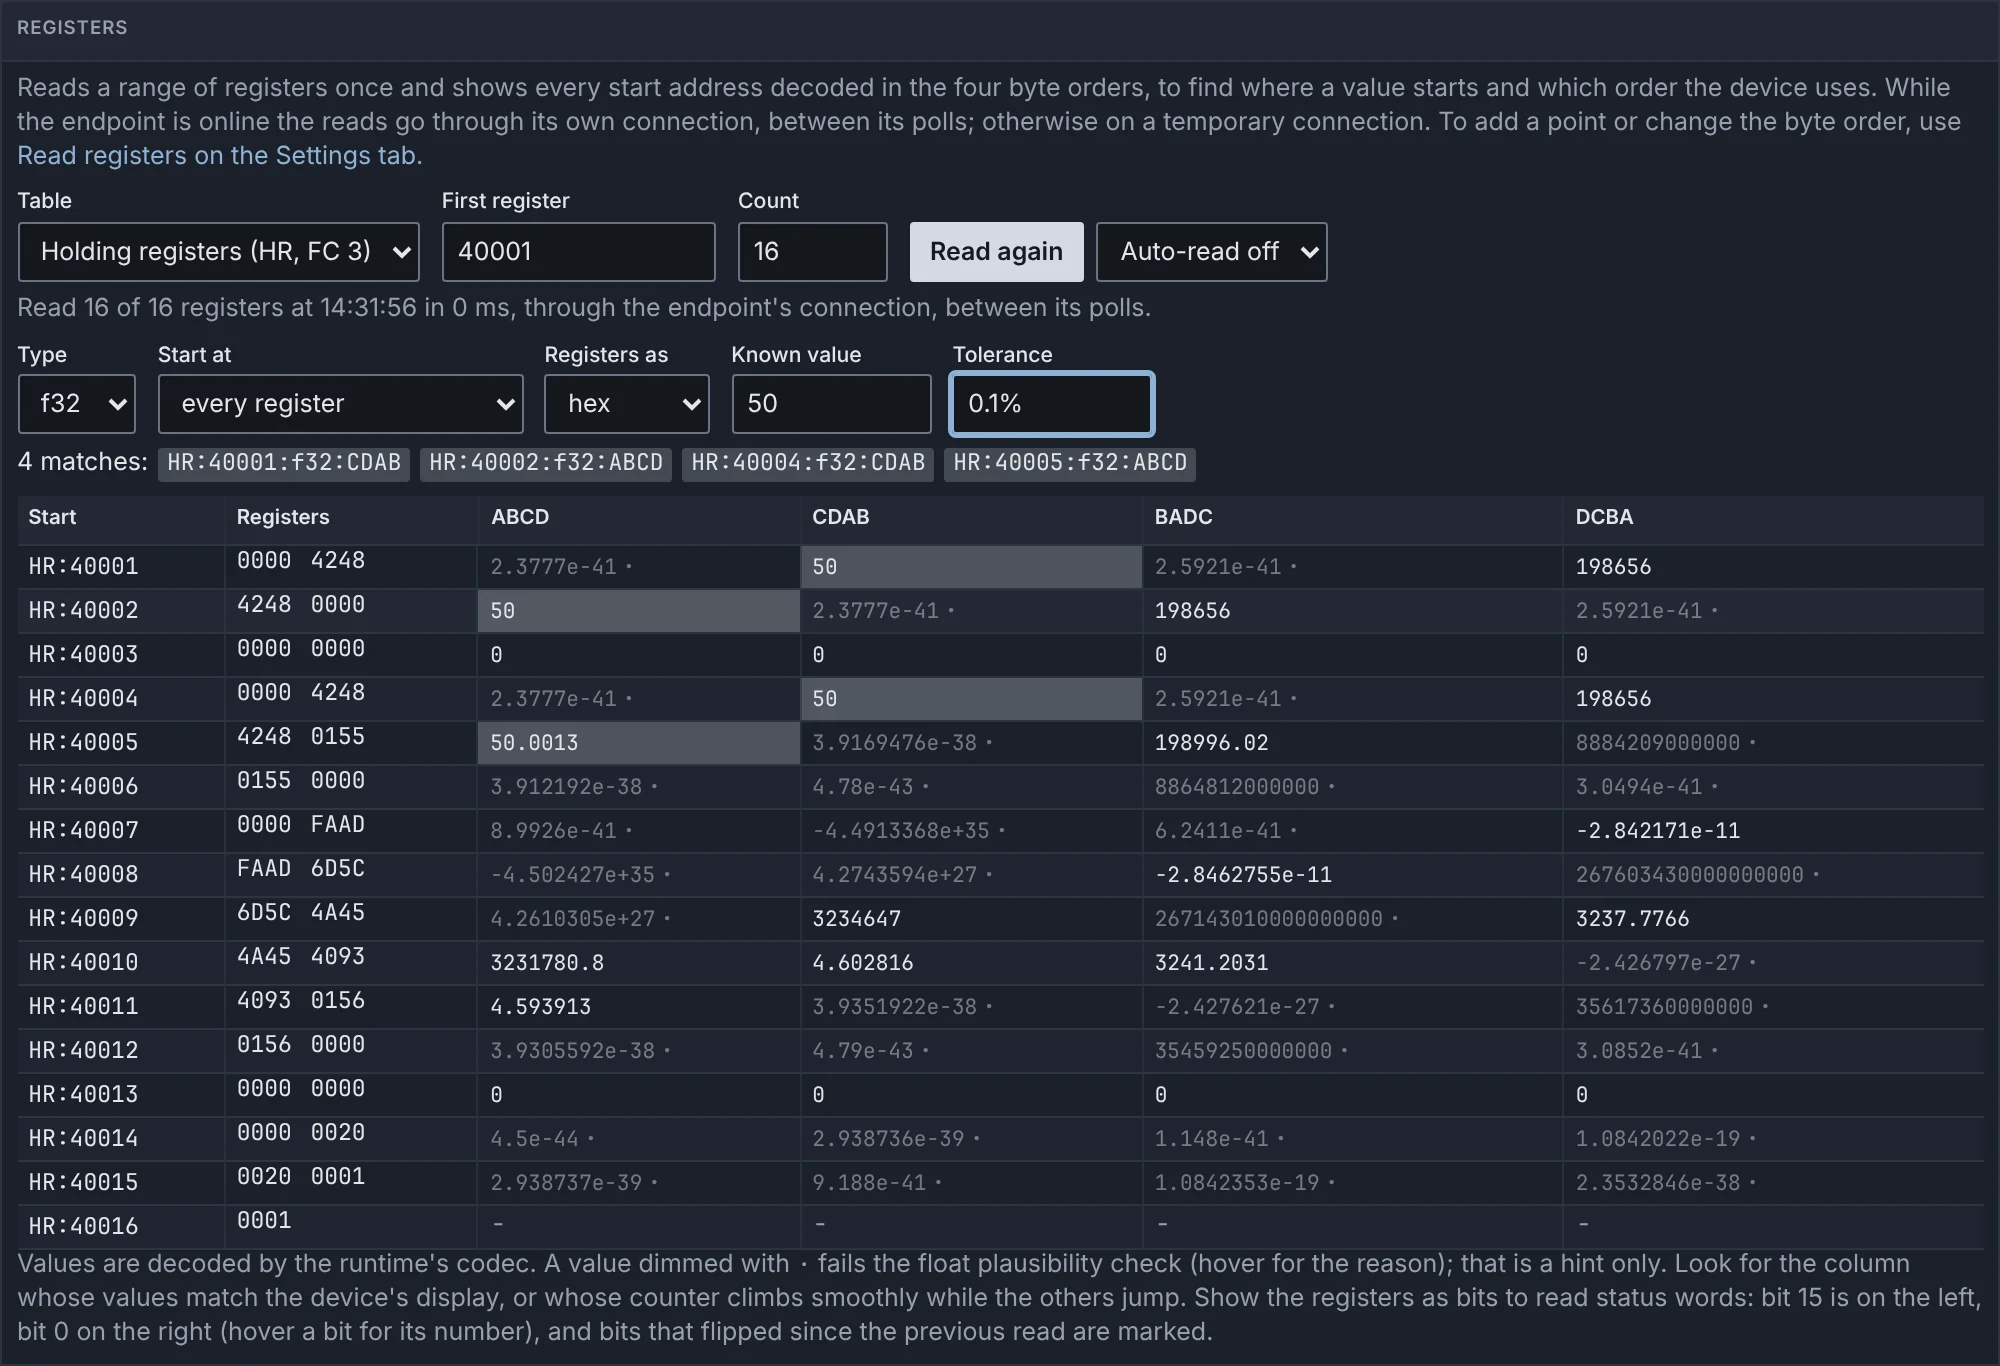 REGISTERS
Reads a range of registers once and shows every start address decoded in the four byte orders, to find where a value starts and which order the device uses. While
the endpoint is online the reads go through its own connection, between its polls; otherwise on a temporary connection. To add a point or change the byte order, use
Read registers on the Settings tab.
Table First register Count
Holding registers (HR, FC 3) 40001 16 Read again Auto-read off
Read 16 of 16 registers at 14:31:56 in 0 ms, through the endpoint's connection, between its polls.
Type Start at Registers as Known value Tolerance
f32 every register hex 50 0.1%
4 matches: HR:40001:f32:CDAB HR:40002:f32:ABCD HR:40004:f32:CDAB HR:40005:f32:ABCD
Start Registers ABCD CDAB BADC DCBA
HR:40001 0000 4248 2.3777e-41 · 50 2.5921e-41 · 198656
HR:40002 4248 0000 50 2.3777e-41 · 198656 2.5921e-41 ·
HR:40003 0000 0000 0 0 0 0
HR:40004 0000 4248 2.3777e-41 · 50 2.5921e-41 · 198656
HR:40005 4248 0155 50.0013 3.9169476e-38 · 198996.02 8884209000000 ·
HR:40006 0155 0000 3.912192e-38 · 4.78e-43 · 8864812000000 · 3.0494e-41 ·
HR:40007 0000 FAAD 8.9926e-41 · -4.4913368e+35 · 6.2411e-41 · -2.842171e-11
HR:40008 FAAD 6D5C -4.502427e+35 · 4.2743594e+27 · -2.8462755e-11 267603430000000000 ·
HR:40009 6D5C 4A45 4.2610305e+27 · 3234647 267143010000000000 · 3237.7766
HR:40010 4A45 4093 3231780.8 4.602816 3241.2031 -2.426797e-27 ·
HR:40011 4093 0156 4.593913 3.9351922e-38 · -2.427621e-27 · 35617360000000 ·
HR:40012 0156 0000 3.9305592e-38 · 4.79e-43 · 35459250000000 · 3.0852e-41 ·
HR:40013 0000 0000 0 0 0 0
HR:40014 0000 0020 4.5e-44 · 2.938736e-39 · 1.148e-41 · 1.0842022e-19 ·
HR:40015 0020 0001 2.938737e-39 · 9.188e-41 · 1.0842353e-19 · 2.3532846e-38 ·
HR:40016 0001 - - - -
Values are decoded by the runtime's codec. A value dimmed with · fails the float plausibility check (hover for the reason); that is a hint only. Look for the column
whose values match the device's display, or whose counter climbs smoothly while the others jump. Show the registers as bits to read status words: bit 15 is on the left,
bit 0 on the right (hover a bit for its number), and bits that flipped since the previous read are marked.